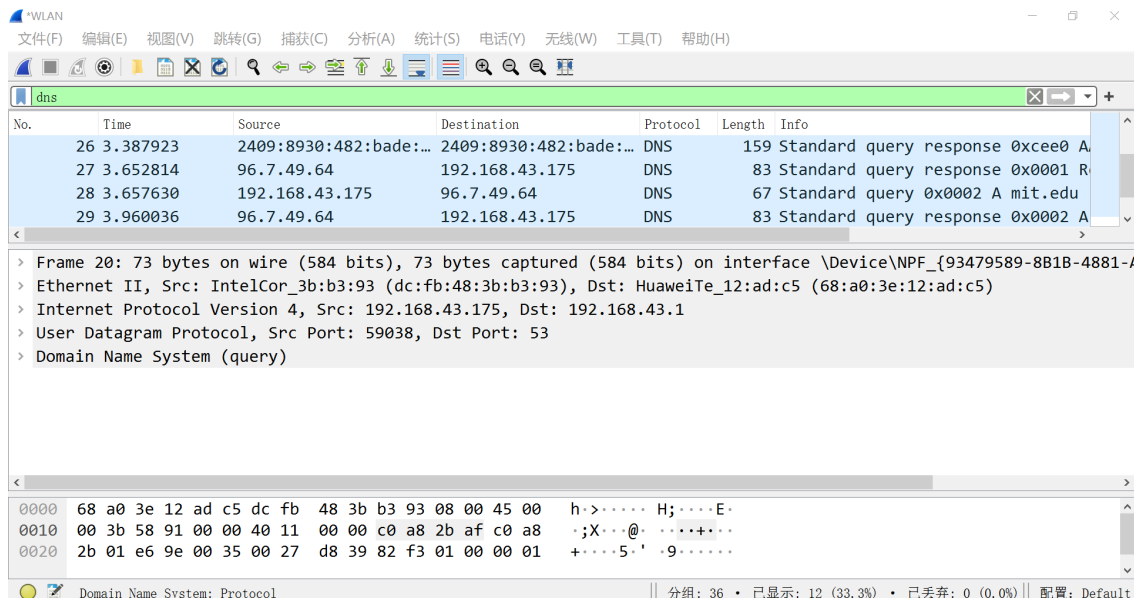 *WLAN
文件(F) 编辑(E) 视图(V) 跳转(G) 捕获(C) 分析(A) 统计(S) 电话(Y) 无线(W) 工具(T) 帮助(H)
dns
No. Time Source Destination Protocol Length Info
26 3.387923 2409:8930:482:bade:… 2409:8930:482:bade:… DNS 159 Standard query response 0xcee0
27 3.652814 96.7.49.64 192.168.43.175 DNS 83 Standard query response 0x0001
28 3.657630 192.168.43.175 96.7.49.64 DNS 67 Standard query 0x0002 A mit.edu
29 3.960036 96.7.49.64 192.168.43.175 DNS 83 Standard query response 0x0002 A
Frame 20: 73 bytes on wire (584 bits), 73 bytes captured (584 bits) on interface \Device\NPF_{93479589-8B1B-4881-A
Ethernet II, Src: IntelCor_3b:b3:93 (dc:fb:48:3b:b3:93), Dst: HuaweiTe_12:ad:c5 (68:a0:3e:12:ad:c5)
Internet Protocol Version 4, Src: 192.168.43.175, Dst: 192.168.43.1
User Datagram Protocol, Src Port: 59038, Dst Port: 53
Domain Name System (query)
0000 68 a0 3e 12 ad c5 dc fb 48 3b b3 93 08 00 45 00 h·>····· H;····E·
0010 00 3b 58 91 00 00 40 11 00 00 c0 a8 2b af c0 a8 ·;X···@· ····+···
0020 2b 01 e6 9e 00 35 00 27 d8 39 82 f3 01 00 00 01 +····5·' ·9······
Domain Name System: Protocol 分组: 36 • 已显示: 12 (33.3%) • 已丢弃: 0 (0.0%) 配置: Default